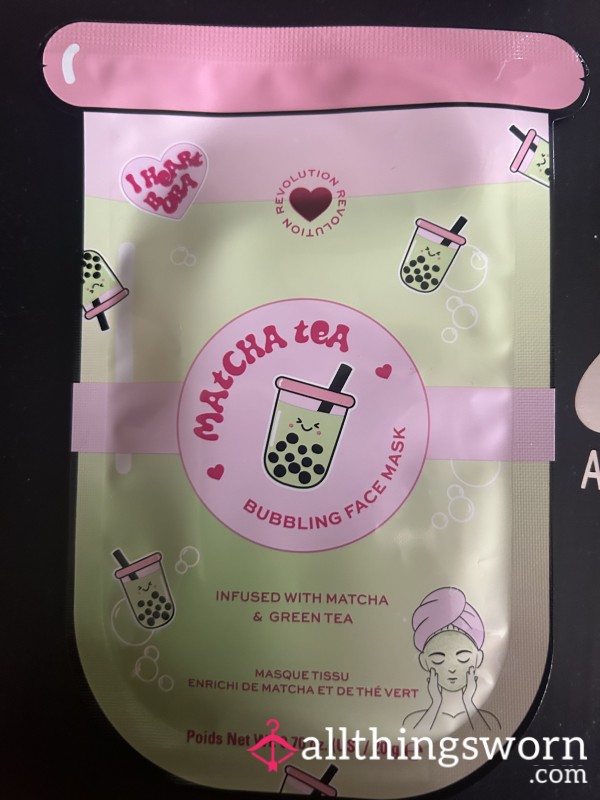 I HEARt
BOBA
REVOLUTION REVOLUTION
MAtCHA teA
BUBBLING FACE MASK
INFUSED WITH MATCHA
& GREEN TEA
MASQUE TISSU
ENRICHI DE MATCHA ET DE THÉ VERT
Poids Net
allthingsworn
.com
A